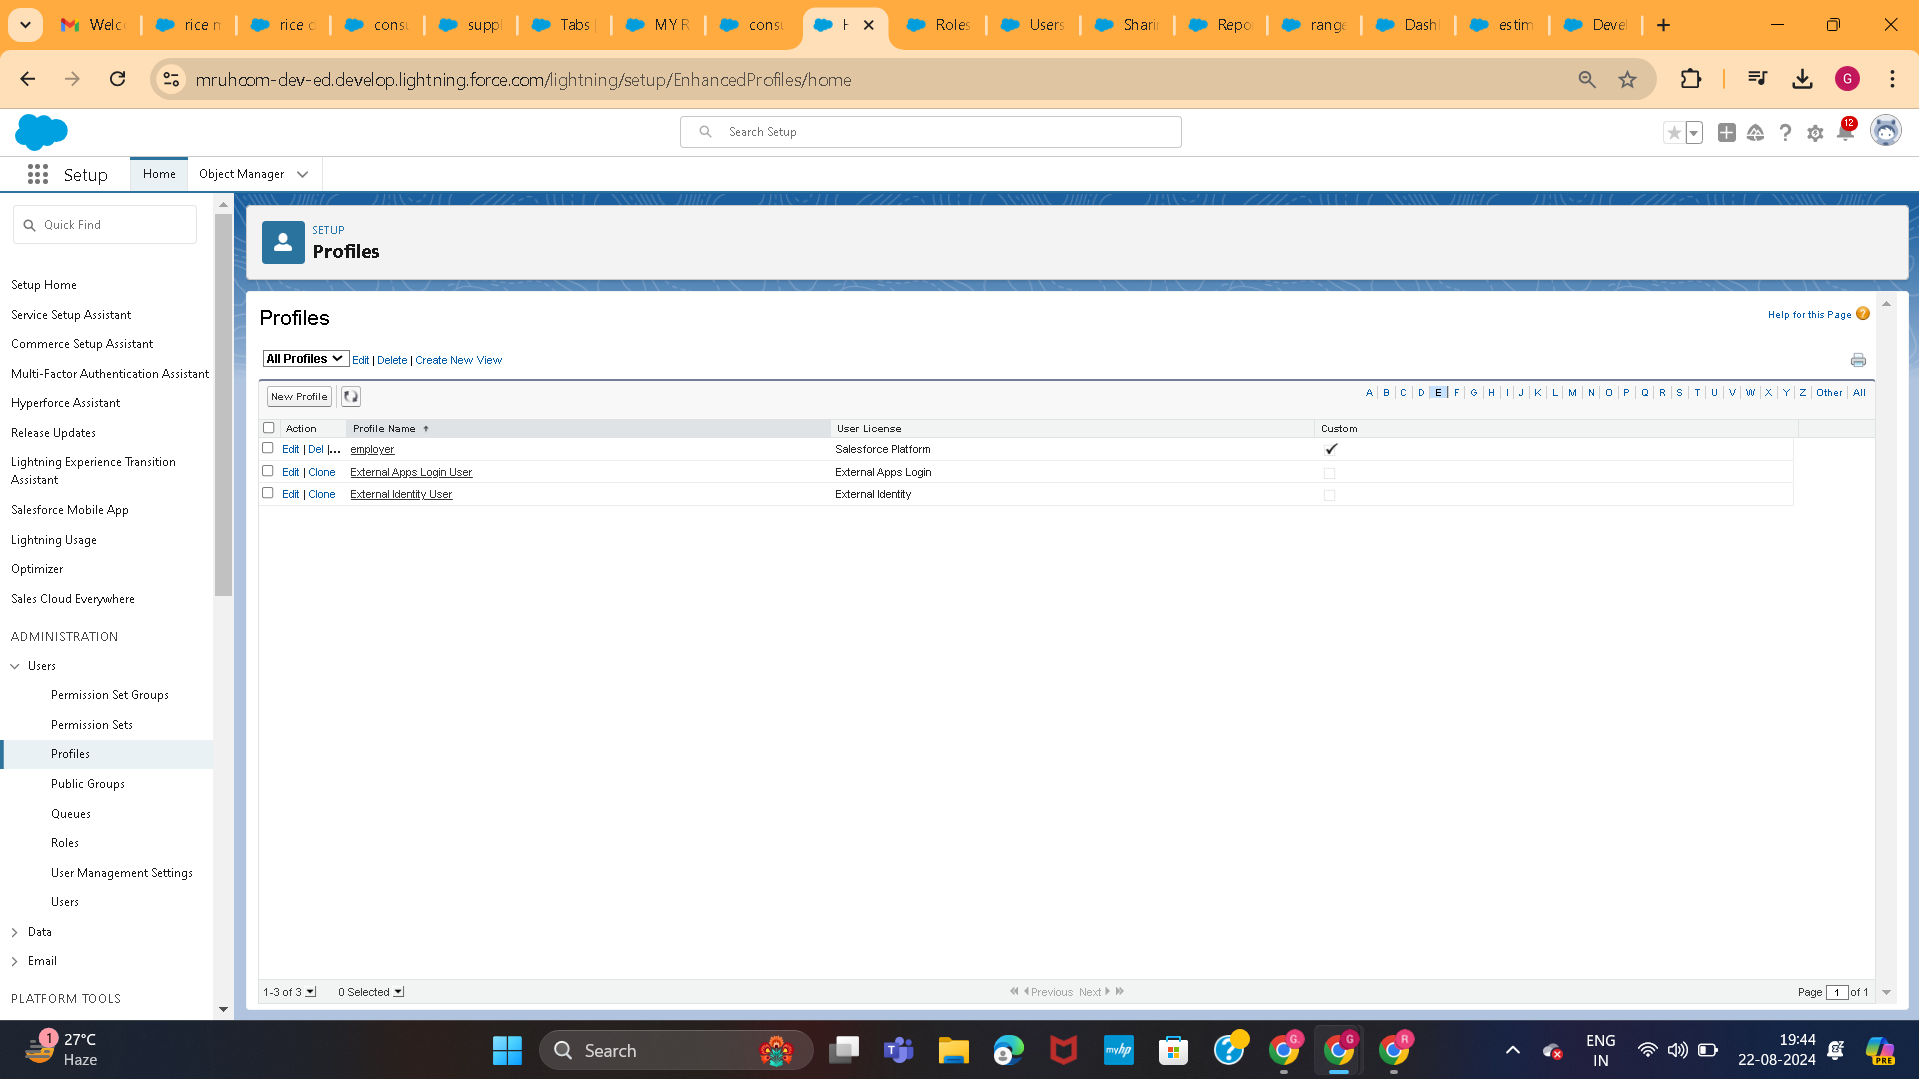 Welc
rice m
rice d
consu
suppl
Tabs
MY R
consu
H
Roles
Users
Sharin
Repo
range
Dash
estim
Devel
mruhcom-dev-ed.develop.lightning.force.com/lightning/setup/EnhancedProfiles/home
G
Search Setup
12
Setup
Home
Object Manager
Quick Find
Setup Home
Service Setup Assistant
Commerce Setup Assistant
Multi-Factor Authentication Assistant
Hyperforce Assistant
Release Updates
Lightning Experience Transition
Assistant
Salesforce Mobile App
Lightning Usage
Optimizer
Sales Cloud Everywhere
ADMINISTRATION
Users
Permission Set Groups
Permission Sets
Profiles
Public Groups
Queues
Roles
User Management Settings
Users
Data
Email
PLATFORM TOOLS
SETUP
Profiles
Profiles
Help for this Page ?
All Profiles Edit | Delete | Create New View
New Profile
A | B | C | D | E | F | G | H | I | J | K | L | M | N | O | P | Q | R | S | T | U | V | W | X | Y | Z | Other | All
Action Profile Name User License Custom
Edit | Del |... employer Salesforce Platform
Edit | Clone External Apps Login User External Apps Login
Edit | Clone External Identity User External Identity
1-3 of 3 0 Selected Previous Next Page 1 of 1
1
27°C
Haze
Search
T
myhp
?
G
G
R
ENG
IN
19:44
22-08-2024
PRE